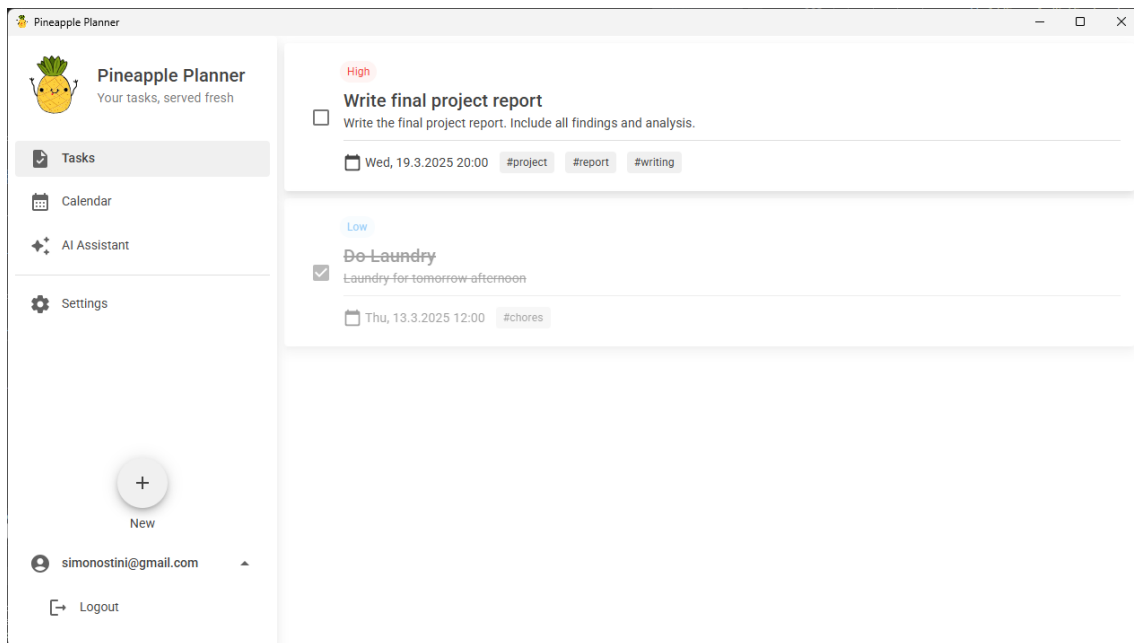 Pineapple Planner
Pineapple Planner
Your tasks, served fresh
Tasks
Calendar
AI Assistant
Settings
New
simonostini@gmail.com
Logout
High
Write final project report
Write the final project report. Include all findings and analysis.
Wed, 19.3.2025 20:00 #project #report #writing
Low
Do Laundry
Laundry for tomorrow afternoon
Thu, 13.3.2025 12:00 #chores